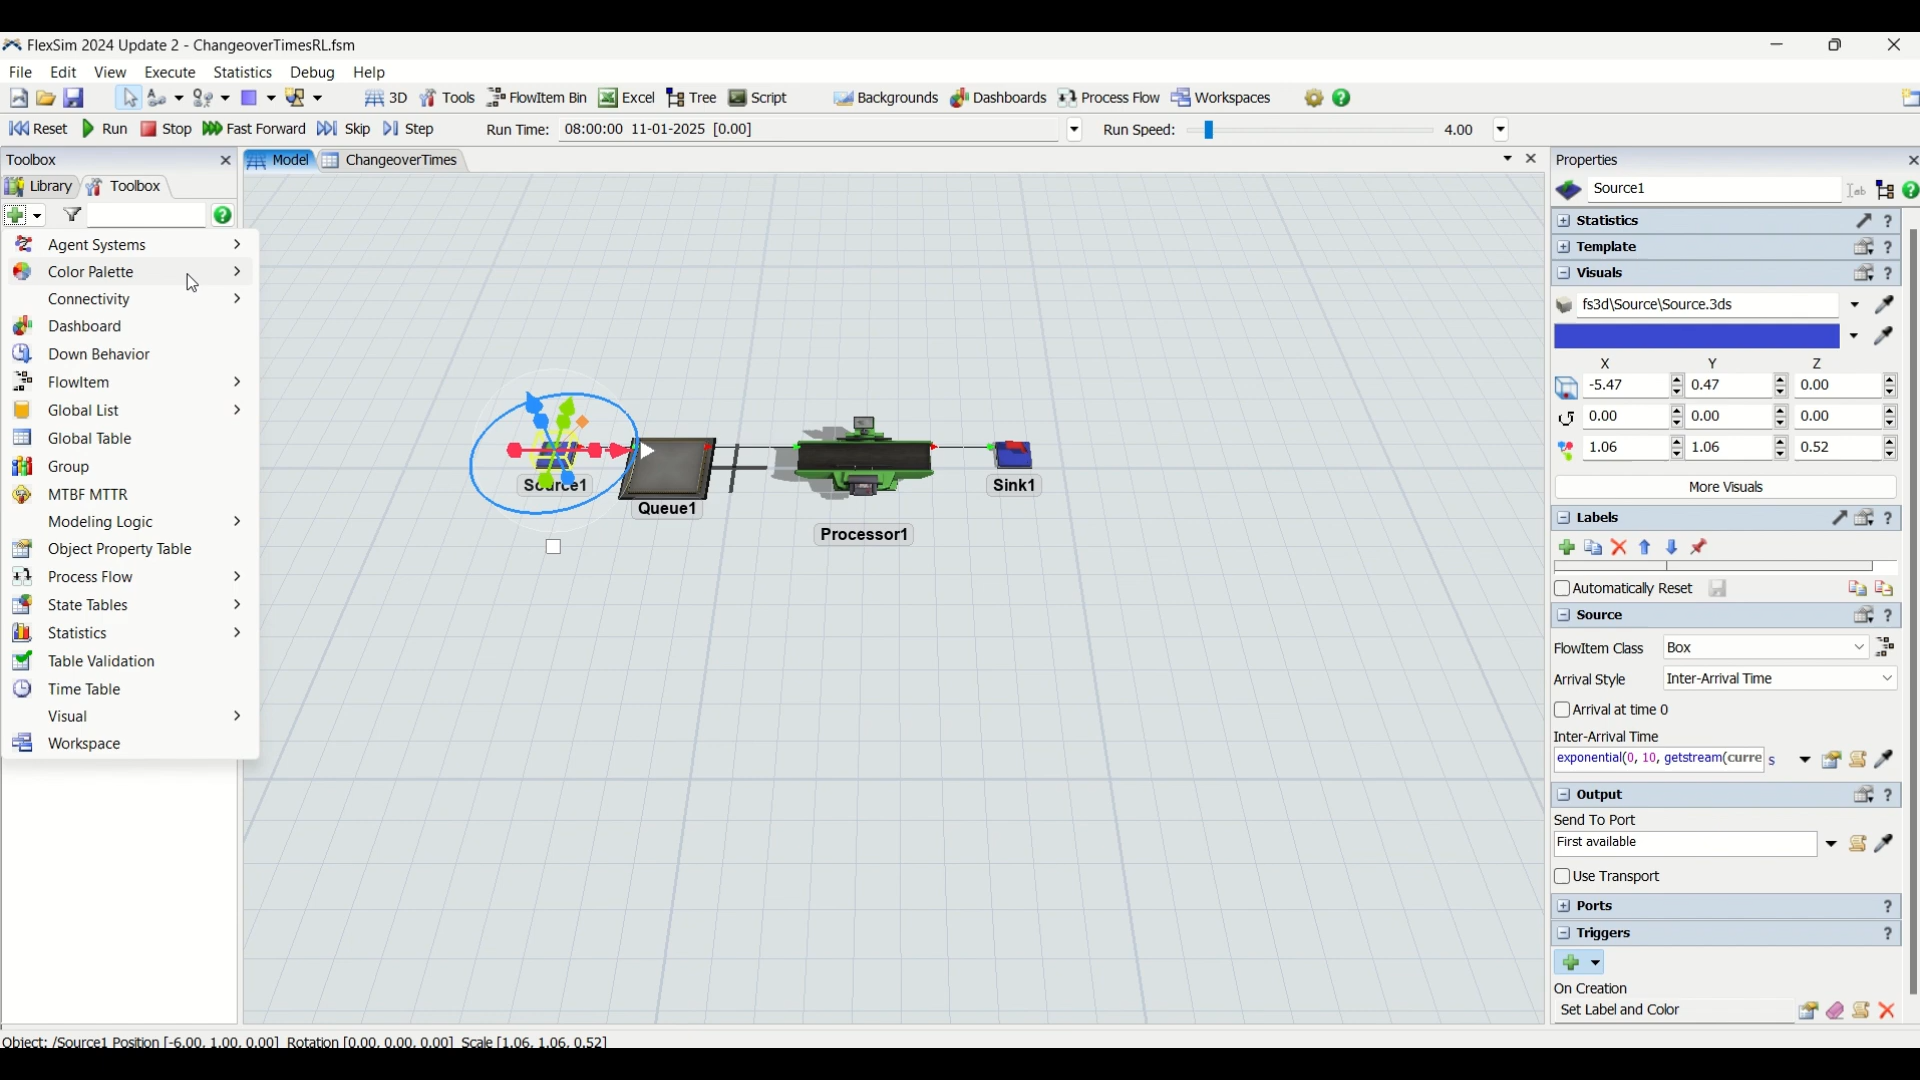 FlexSim 2024 Update 2 - ChangeoverTimesRL.fsm
File Edit View Execute Statistics Debug Help
3D Tools FlowItem Bin Excel Tree Script Backgrounds Dashboards Process Flow Workspaces
Reset Run Stop Fast Forward Skip Step Run Time: 08:00:00 11-01-2025 [0.00] Run Speed: 4.00
Toolbox
Library Toolbox
Agent Systems
Color Palette
Connectivity
Dashboard
Down Behavior
FlowItem
Global List
Global Table
Group
MTBF MTTR
Modeling Logic
Object Property Table
Process Flow
State Tables
Statistics
Table Validation
Time Table
Visual
Workspace
Model ChangeoverTimes
Source1
Queue1
Processor1
Sink1
Properties
Source1
Statistics
Template
Visuals
fs3d\Source\Source.3ds
X Y Z
-5.47 0.47 0.00
0.00 0.00 0.00
1.06 1.06 0.52
More Visuals
Labels
Automatically Reset
Source
FlowItem Class Box
Arrival Style Inter-Arrival Time
Arrival at time 0
Inter-Arrival Time
exponential(0, 10, getstream(curre s
Output
Send To Port
First available
Use Transport
Ports
Triggers
On Creation
Set Label and Color
Object: /Source1 Position [-6.00, 1.00, 0.00] Rotation [0.00, 0.00, 0.00] Scale [1.06, 1.06, 0.52]